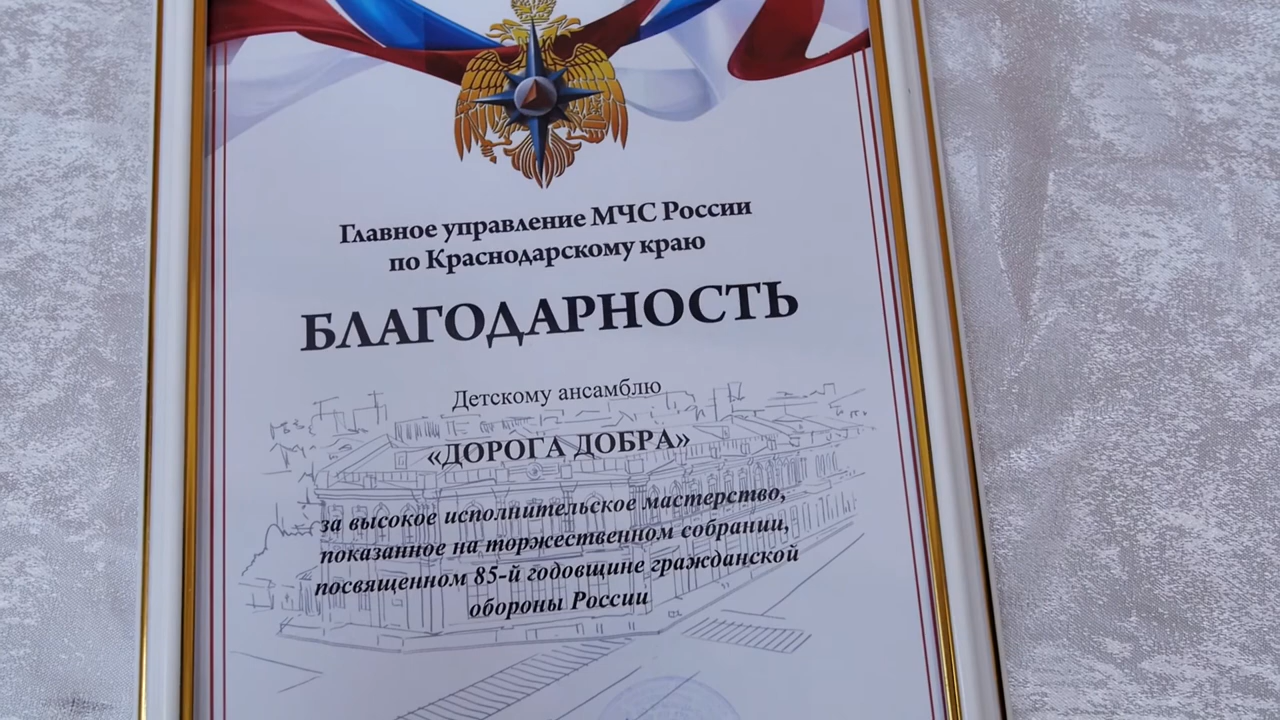 Главное управление МЧС России
по Краснодарскому краю
БЛАГОДАРНОСТЬ
Детскому ансамблю
«ДОРОГА ДОБРА»
за высокое исполнительское мастерство,
показанное на торжественном собрании,
посвященном 85-й годовщине гражданской
обороны России